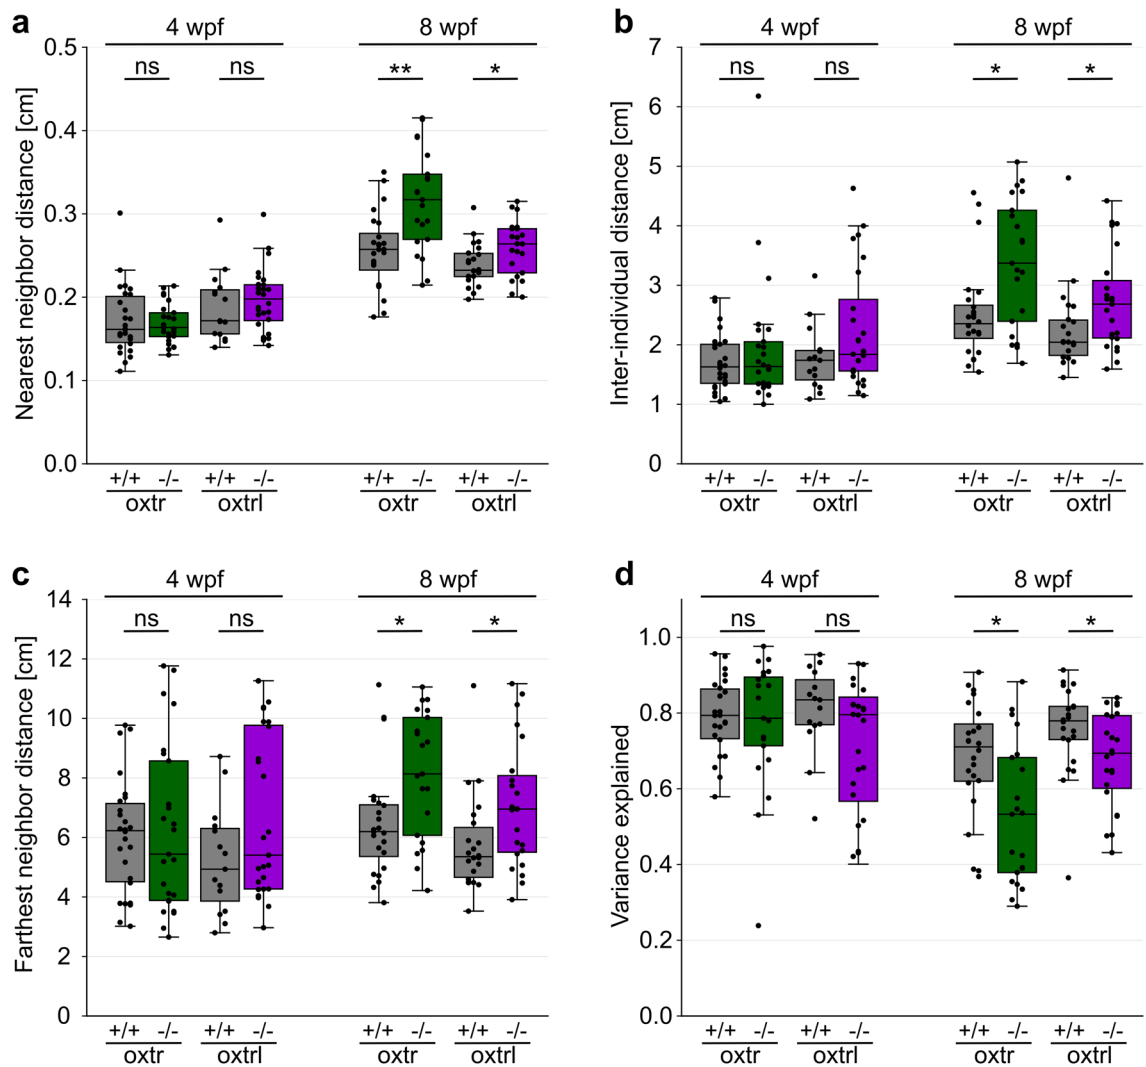 a
4 wpf
8 wpf
Nearest neighbor distance [cm]
0.5
0.4
0.3
0.2
0.1
0.0
ns
ns
**
*
+/+
-/-
+/+
-/-
+/+
-/-
+/+
-/-
oxtr
oxtrl
oxtr
oxtrl
b
4 wpf
8 wpf
Inter-individual distance [cm]
7
6
5
4
3
2
1
0
ns
ns
*
*
+/+
-/-
+/+
-/-
+/+
-/-
+/+
-/-
oxtr
oxtrl
oxtr
oxtrl
c
4 wpf
8 wpf
Farthest neighbor distance [cm]
14
12
10
8
6
4
2
0
ns
ns
*
*
+/+
-/-
+/+
-/-
+/+
-/-
+/+
-/-
oxtr
oxtrl
oxtr
oxtrl
d
4 wpf
8 wpf
Variance explained
1.0
0.8
0.6
0.4
0.2
0.0
ns
ns
*
*
+/+
-/-
+/+
-/-
+/+
-/-
+/+
-/-
oxtr
oxtrl
oxtr
oxtrl